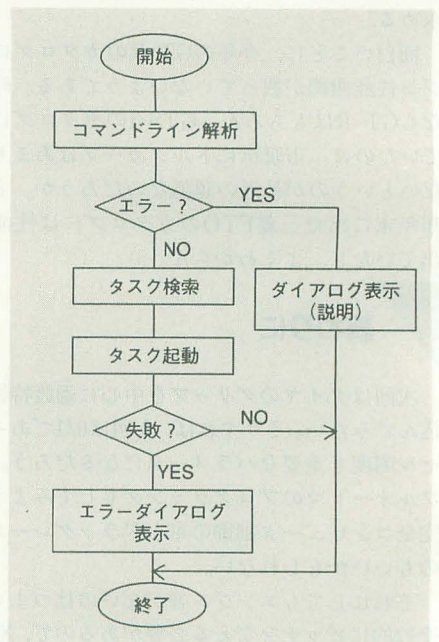 開始
コマンドライン解析
エラー?
YES
NO
タスク検索
ダイアログ表示
(説明)
タスク起動
失敗?
NO
YES
エラーダイアログ
表示
終了